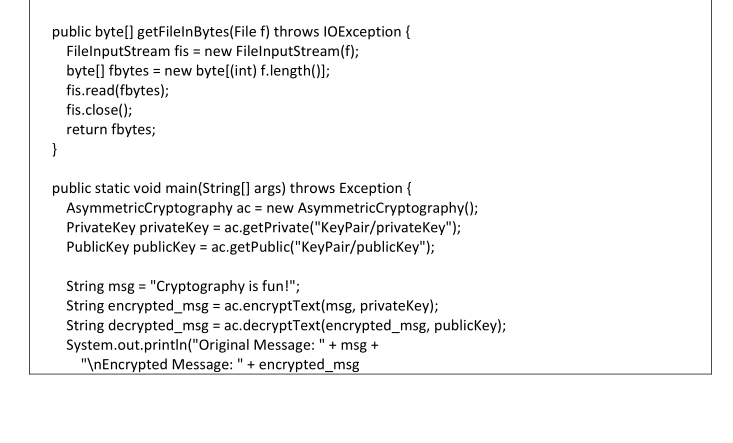 public byte[] getFileInBytes(File f) throws IOException {
FileInputStream fis = new FileInputStream(f);
byte[] fbytes = new byte[(int) f.length()];
fis.read(fbytes);
fis.close();
return fbytes;
}
public static void main(String[] args) throws Exception {
AsymmetricCryptography ac = new AsymmetricCryptography();
PrivateKey privateKey = ac.getPrivate("KeyPair/privateKey");
PublicKey publicKey = ac.getPublic("KeyPair/publicKey");
String msg = "Cryptography is fun!";
String encrypted_msg = ac.encryptText(msg, privateKey);
String decrypted_msg = ac.decryptText(encrypted_msg, publicKey);
System.out.println("Original Message: " + msg +
"\nEncrypted Message: " + encrypted_msg